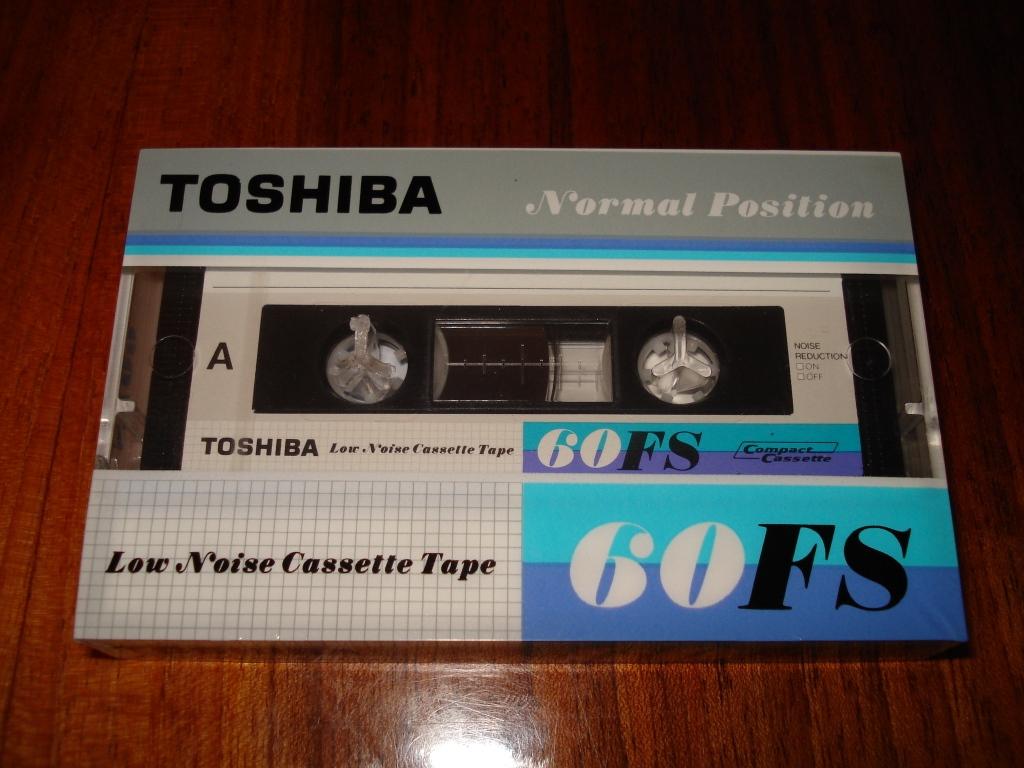 TOSHIBA Normal Position
A
NOISE
REDUCTION
☐ ON
☐ OFF
TOSHIBA Low Noise Cassette Tape 60FS Compact
Cassette
Low Noise Cassette Tape 60FS